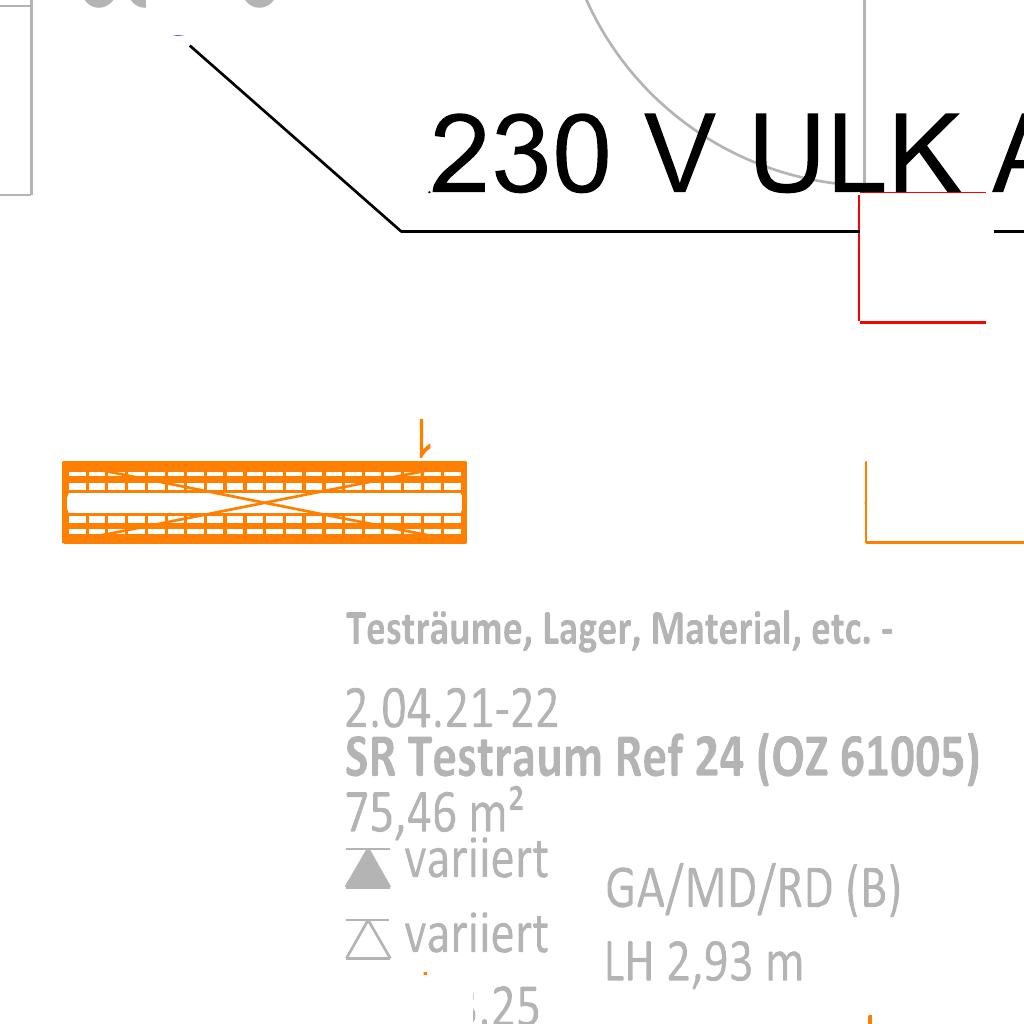 230 V ULK
Testräume, Lager, Material, etc. -
2.04.21-22
SR Testraum Ref 24 (OZ 61005)
75,46 m²
variiert
GA/MD/RD (B)
variiert
LH 2,93 m
.25